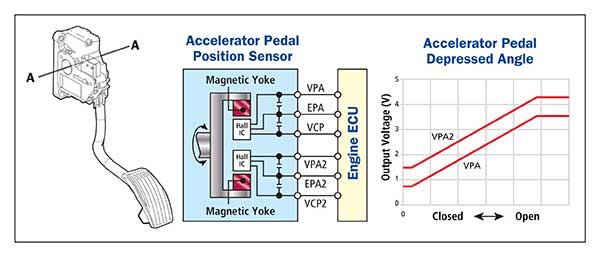 A
A
Accelerator Pedal
Position Sensor
Magnetic Yoke
Hall
IC
Hall
IC
Magnetic Yoke
VPA
EPA
VCP
VPA2
EPA2
VCP2
Engine ECU
Accelerator Pedal
Depressed Angle
Output Voltage (V)
5
4
3
2
1
0
VPA2
VPA
0
Closed
Open